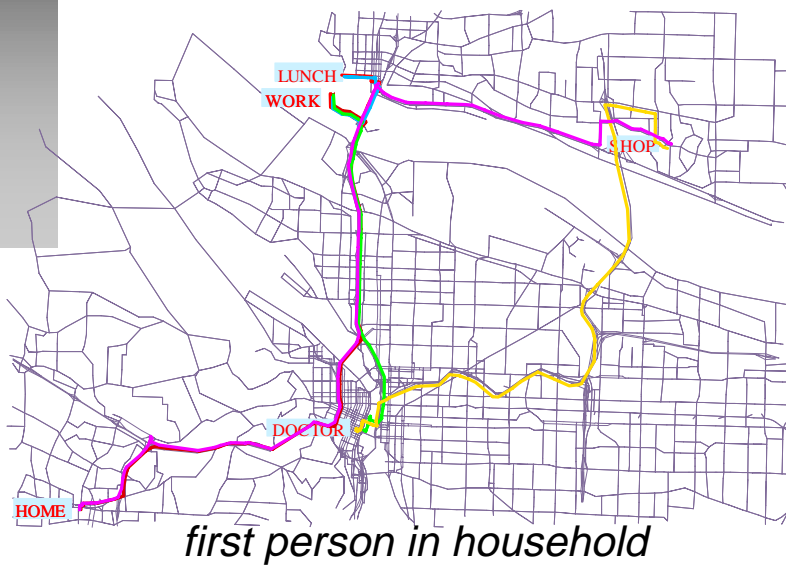 LUNCH
WORK
SHOP
DOCTOR
HOME
first person in household